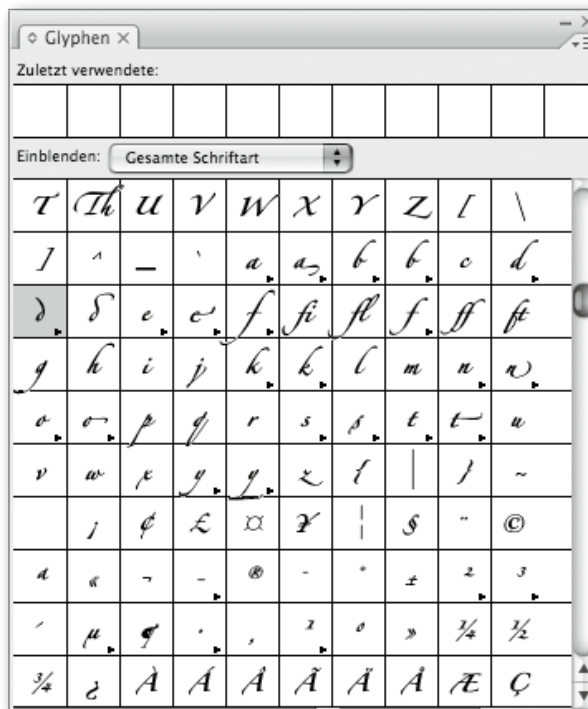 Glyphen
Zuletzt verwendete:
Einblenden: Gesamte Schriftart
T Th U V W X Y Z [ \
] ^ _ ` a a b b c d
d δ e e f fi fl f ff ft
g h i j k k l m n n
o o p q r s s t t u
v w x y y z { | } ~
¡ ¢ £ ¤ ¥ ¦ § ¨ ©
ª « ¬ - ® ¯ ° ± ² ³
´ µ ¶ · ¸ ¹ º » ¼ ½
¾ ¿ À Á Â Ã Ä Å Æ Ç